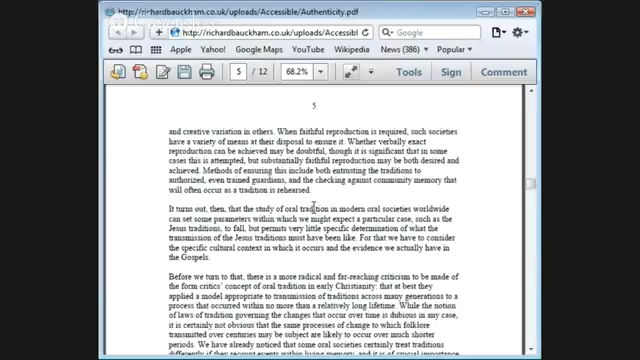 http://richardbauckham.co.uk/uploads/Accessible/Authenticity.pdf
http://richardbauckham.co.uk/uploads/Accessibl
Google
Apple Yahoo! Google Maps YouTube Wikipedia News (386) Popular
5 / 12 68.2% Tools Sign Comment
5
and creative variation in others. When faithful reproduction is required, such societies
have a variety of means at their disposal to ensure it. Whether verbally exact
reproduction can be achieved may be doubtful, though it is significant that in some
cases this is attempted, but substantially faithful reproduction may be both desired and
achieved. Methods of ensuring this include both entrusting the traditions to
authorized, even trained guardians, and the checking against community memory that
will often occur as a tradition is rehearsed.
It turns out, then, that the study of oral tradition in modern oral societies worldwide
can set some parameters within which we might expect a particular case, such as the
Jesus traditions, to fall, but permits very little specific determination of what the
transmission of the Jesus traditions must have been like. For that we have to consider
the specific cultural context in which it occurs and the evidence we actually have in
the Gospels.
Before we turn to that, there is a more radical and far-reaching criticism to be made of
the form critics' concept of oral tradition in early Christianity: that at best they
applied a model appropriate to transmission of traditions across many generations to a
process that occurred within no more than a relatively long lifetime. While the notion
of laws of tradition governing the changes that occur over time is dubious in any case,
it is certainly not obvious that the same processes of change to which folklore
transmitted over centuries may be subject are likely to occur over much shorter
periods. We have already noticed that some oral societies certainly treat traditions
differently if they recount events within living memory, and it is of crucial importance